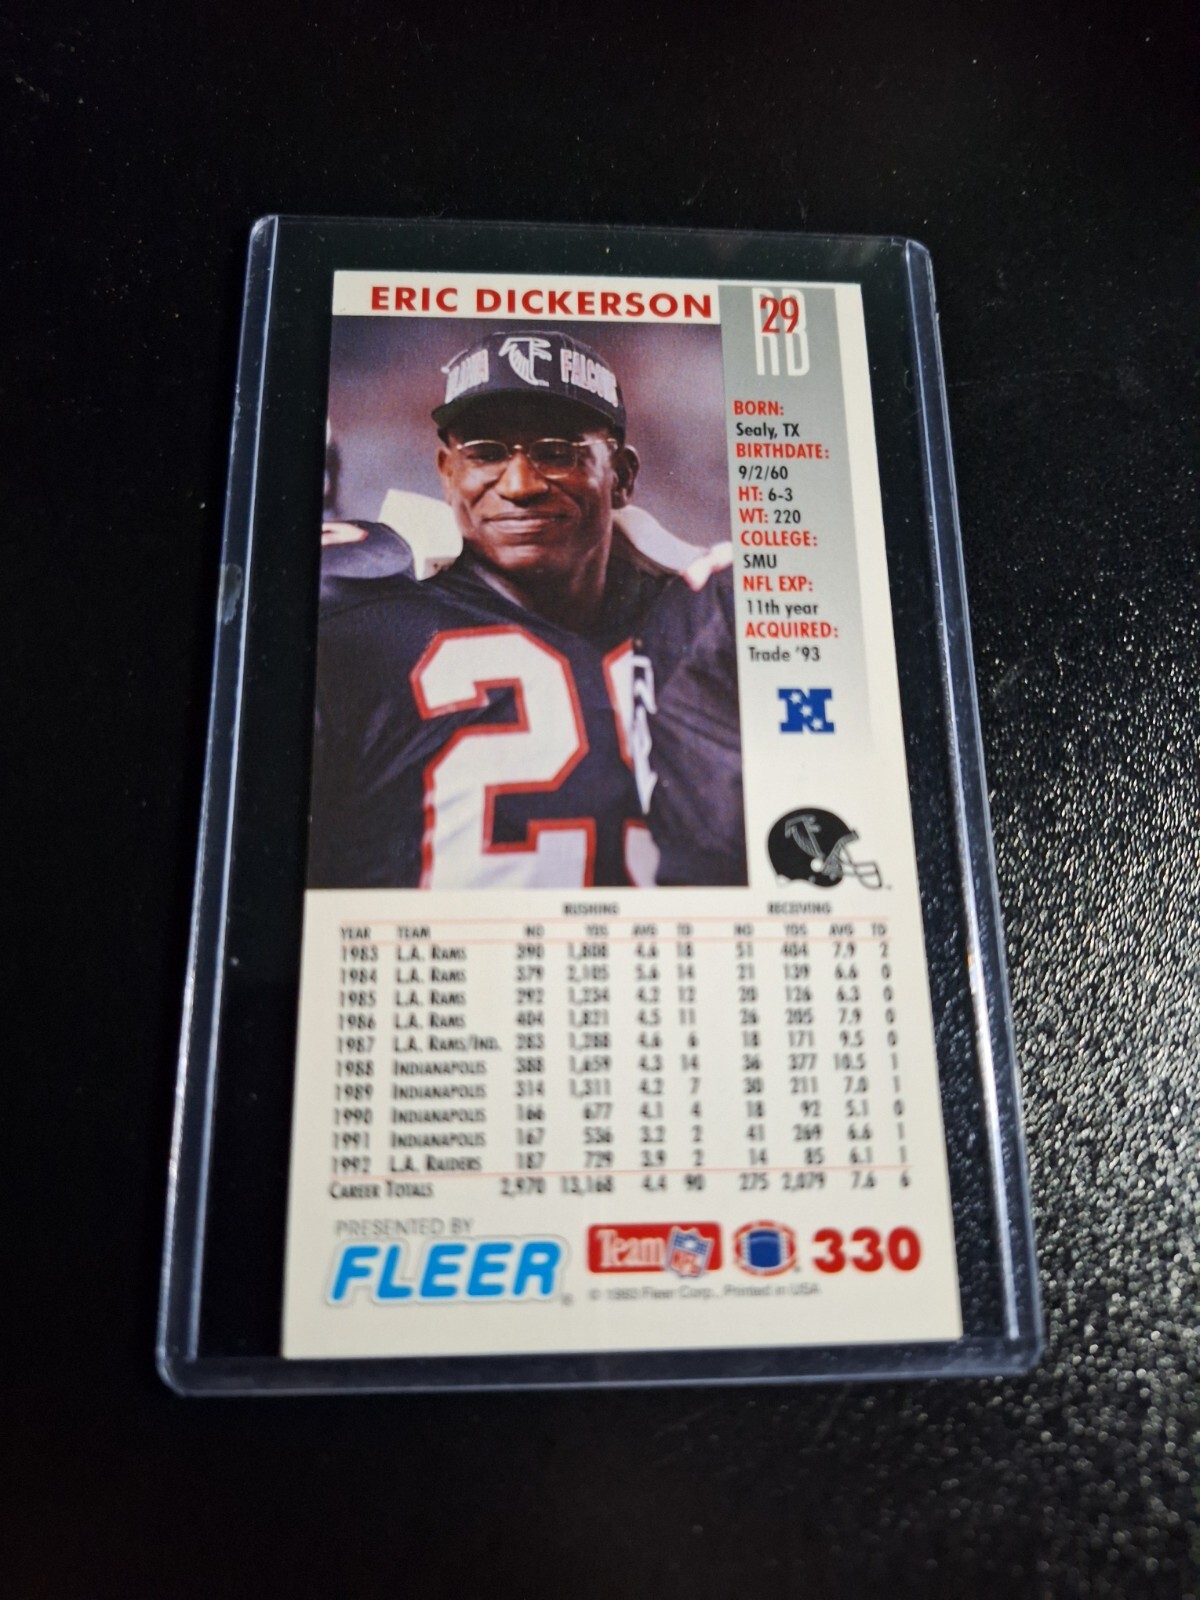 ERIC DICKERSON
29
RB
FALCONS
BORN:
Sealy, TX
BIRTHDATE:
9/2/60
HT: 6-3
WT: 220
COLLEGE:
SMU
NFL EXP:
11th year
ACQUIRED:
Trade '93
N
2
RUSHING RECEIVING
YEAR TEAM NO YDS AVG TD NO YDS AVG TD
1983 L.A. RAMS 390 1,808 4.6 18 51 404 7.9 2
1984 L.A. RAMS 379 2,105 5.6 14 21 139 6.6 0
1985 L.A. RAMS 292 1,234 4.2 12 20 126 6.3 0
1986 L.A. RAMS 404 1,821 4.5 11 26 205 7.9 0
1987 L.A. RAMS/IND. 283 1,288 4.6 6 18 171 9.5 0
1988 INDIANAPOLIS 388 1,659 4.3 14 36 377 10.5 1
1989 INDIANAPOLIS 314 1,311 4.2 7 30 211 7.0 1
1990 INDIANAPOLIS 166 677 4.1 4 18 92 5.1 0
1991 INDIANAPOLIS 167 536 3.2 2 41 269 6.6 1
1992 L.A. RAIDERS 187 729 3.9 2 14 85 6.1 1
CAREER TOTALS 2,970 13,168 4.4 90 275 2,079 7.6 6
PRESENTED BY
FLEER
Team NFL
330
© 1993 Fleer Corp., Printed in USA